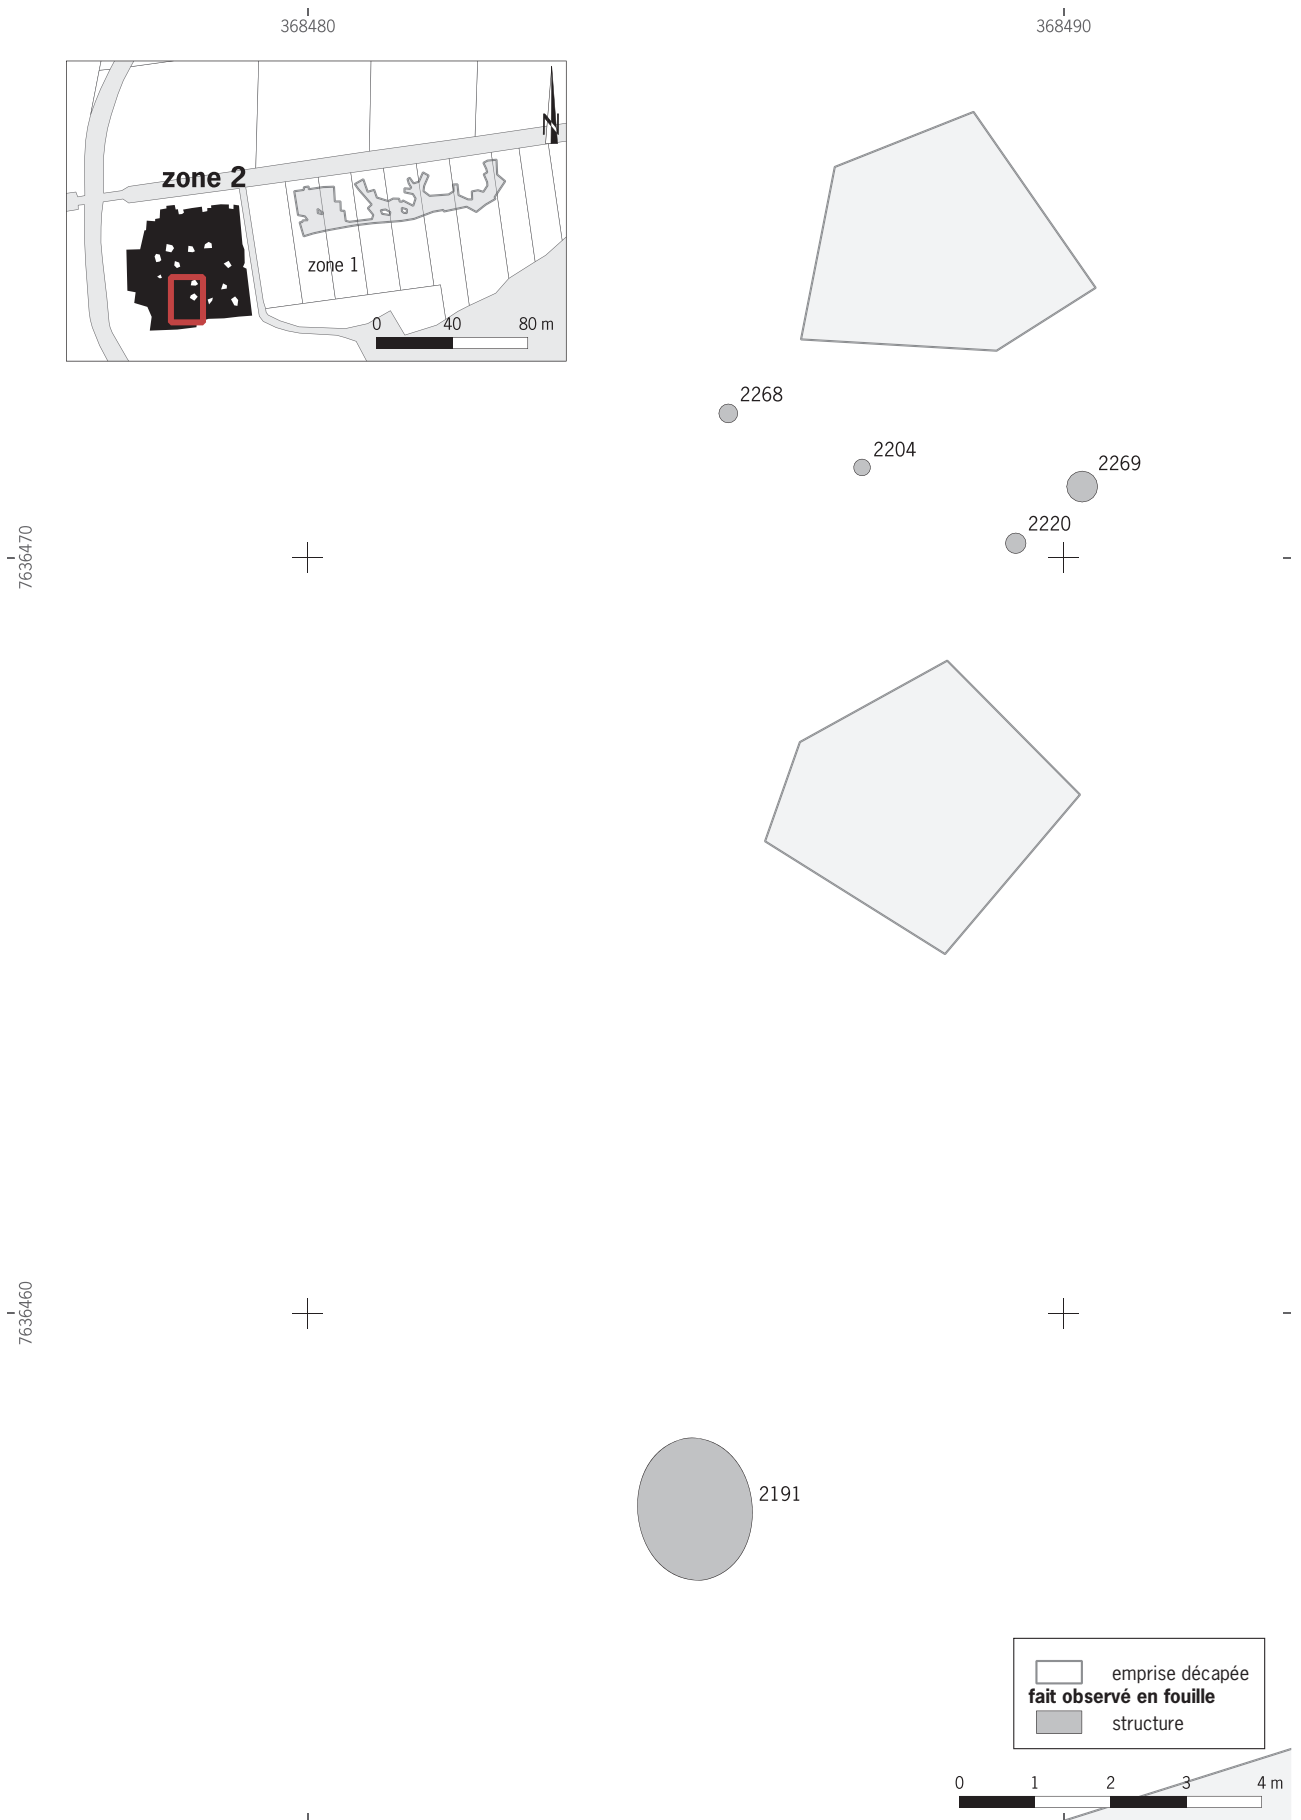 368480
368490
N
zone 2
zone 1
0 40 80 m
2268
2204
2269
2220
7636470
7636460
2191
emprise décapée
fait observé en fouille
structure
0 1 2 3 4 m